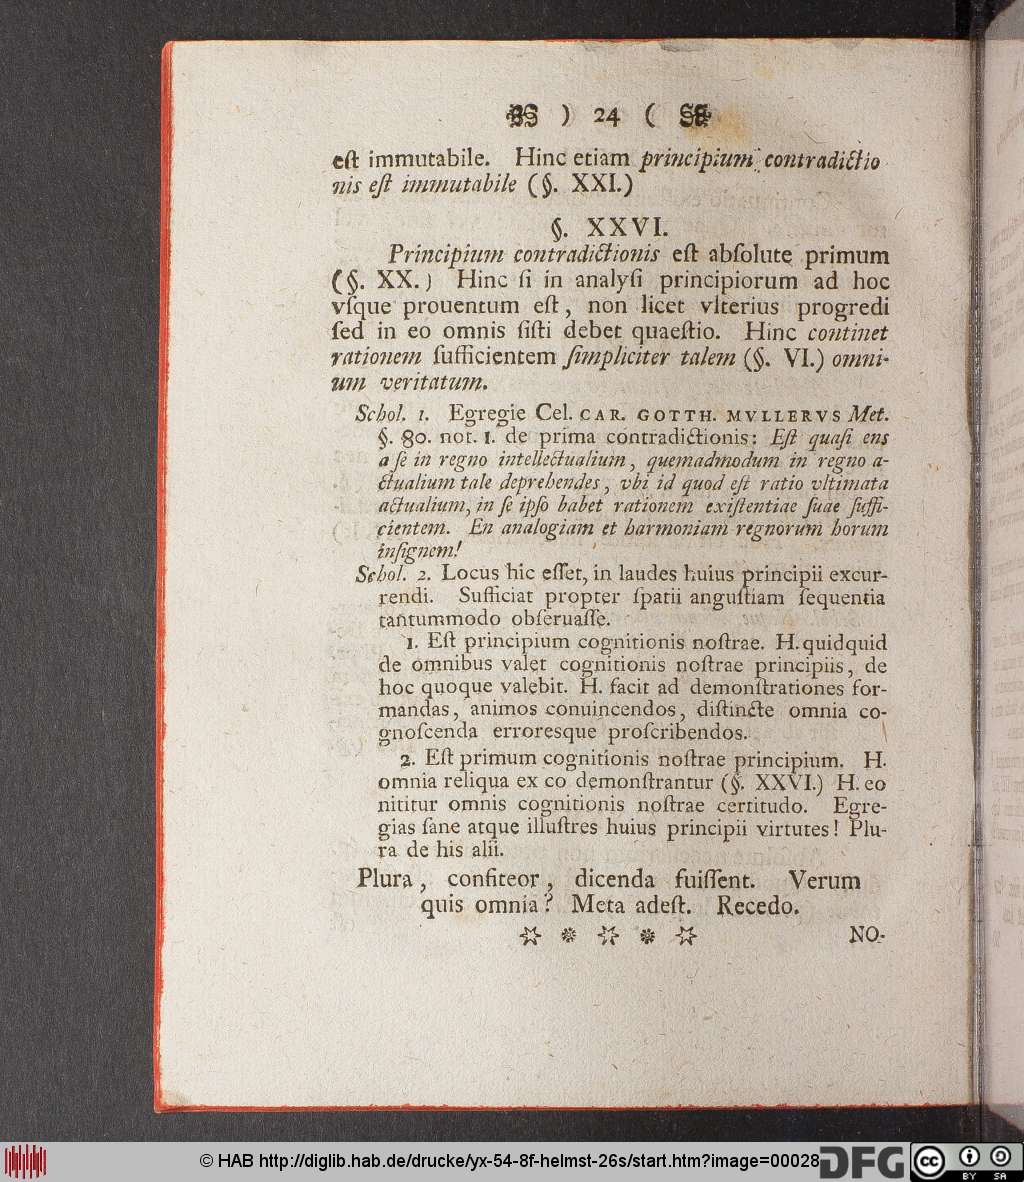 ) 24 (
eſt immutabile. Hinc etiam principium contradictio
nis eſt immutabile (§. XXI.)
§. XXVI.
Principium contradictionis eſt abſolute primum
(§. XX.) Hinc ſi in analyſi principiorum ad hoc
vſque prouentum eſt, non licet vlterius progredi
ſed in eo omnis ſiſti debet quaeſtio. Hinc continet
rationem ſufficientem ſimpliciter talem (§. VI.) omni-
um veritatum.
Schol. 1. Egregie Cel. CAR. GOTTH. MVLLERVS Met.
§. 80. not. 1. de prima contradictionis: Eſt quaſi ens
a ſe in regno intellectualium, quemadmodum in regno a-
ctualium tale deprehendes, vbi id quod eſt ratio vltimata
actualium, in ſe ipſo habet rationem exiſtentiae ſuae ſuffi-
cientem. En analogiam et harmoniam regnorum horum
inſignem!
Schol. 2. Locus hic eſſet, in laudes huius principii excur-
rendi. Sufficiat propter ſpatii anguſtiam ſequentia
tantummodo obſeruaſſe.
1. Eſt principium cognitionis noſtrae. H. quidquid
de omnibus valet cognitionis noſtrae principiis, de
hoc quoque valebit. H. facit ad demonſtrationes for-
mandas, animos conuincendos, diſtincte omnia co-
gnoſcenda erroresque proſcribendos.
2. Eſt primum cognitionis noſtrae principium. H.
omnia reliqua ex eo demonſtrantur (§. XXVI.) H. eo
nititur omnis cognitionis noſtrae certitudo. Egre-
gias ſane atque illuſtres huius principii virtutes! Plu-
ra de his alii.
Plura, confiteor, dicenda fuiſſent. Verum
quis omnia? Meta adeſt. Recedo.
NO-
© HAB http://diglib.hab.de/drucke/yx-54-8f-helmst-26s/start.htm?image=00028
DFG
cc
BY SA